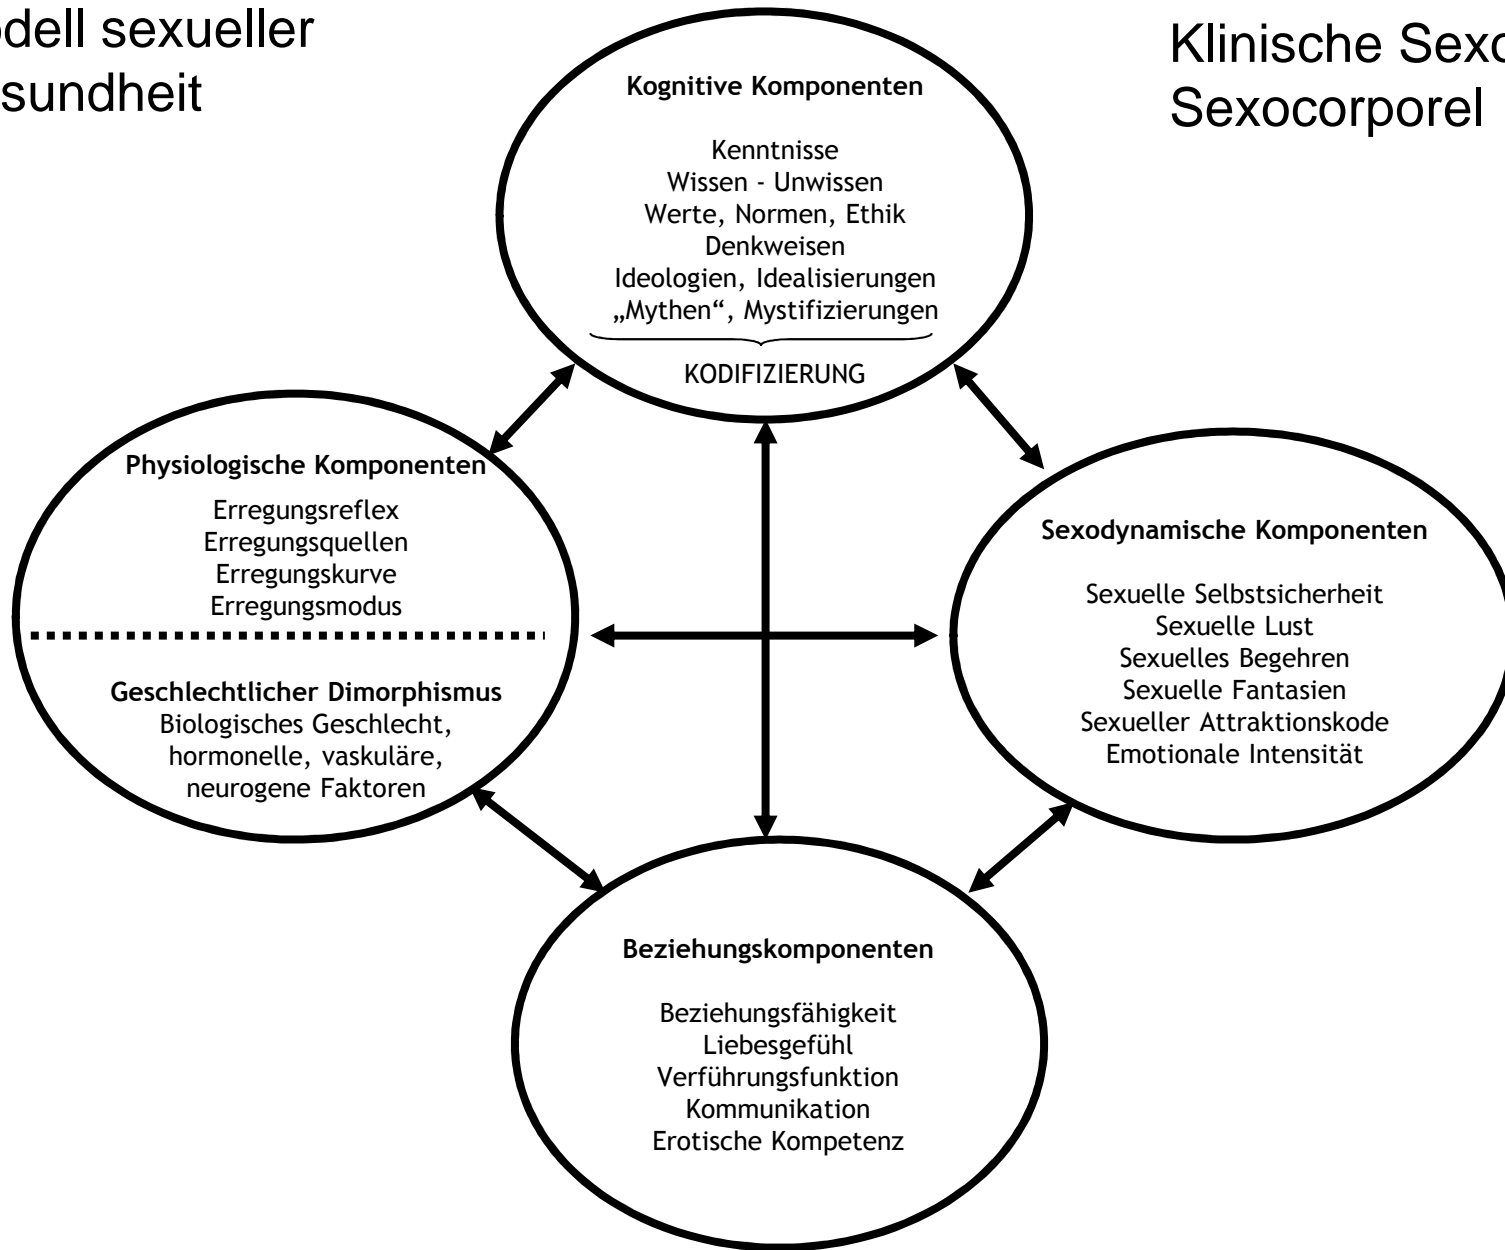 odell sexueller
sundheit
Klinische Sexo
Sexocorporel
Kognitive Komponenten
Kenntnisse
Wissen - Unwissen
Werte, Normen, Ethik
Denkweisen
Ideologien, Idealisierungen
„Mythen“, Mystifizierungen
KODIFIZIERUNG
Physiologische Komponenten
Erregungsreflex
Erregungsquellen
Erregungskurve
Erregungsmodus
Geschlechtlicher Dimorphismus
Biologisches Geschlecht,
hormonelle, vaskuläre,
neurogene Faktoren
Sexodynamische Komponenten
Sexuelle Selbstsicherheit
Sexuelle Lust
Sexuelles Begehren
Sexuelle Fantasien
Sexueller Attraktionskode
Emotionale Intensität
Beziehungskomponenten
Beziehungsfähigkeit
Liebesgefühl
Verführungsfunktion
Kommunikation
Erotische Kompetenz